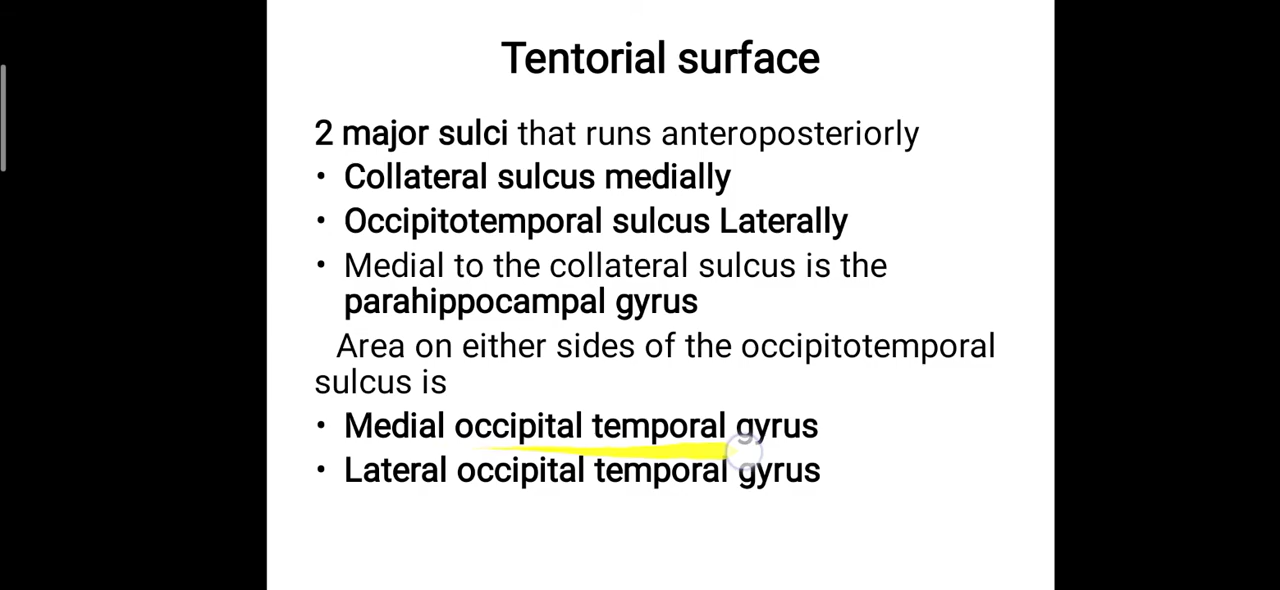 Tentorial surface
2 major sulci that runs anteroposteriorly
• Collateral sulcus medially
• Occipitotemporal sulcus Laterally
• Medial to the collateral sulcus is the
parahippocampal gyrus
Area on either sides of the occipitotemporal
sulcus is
• Medial occipital temporal gyrus
• Lateral occipital temporal gyrus